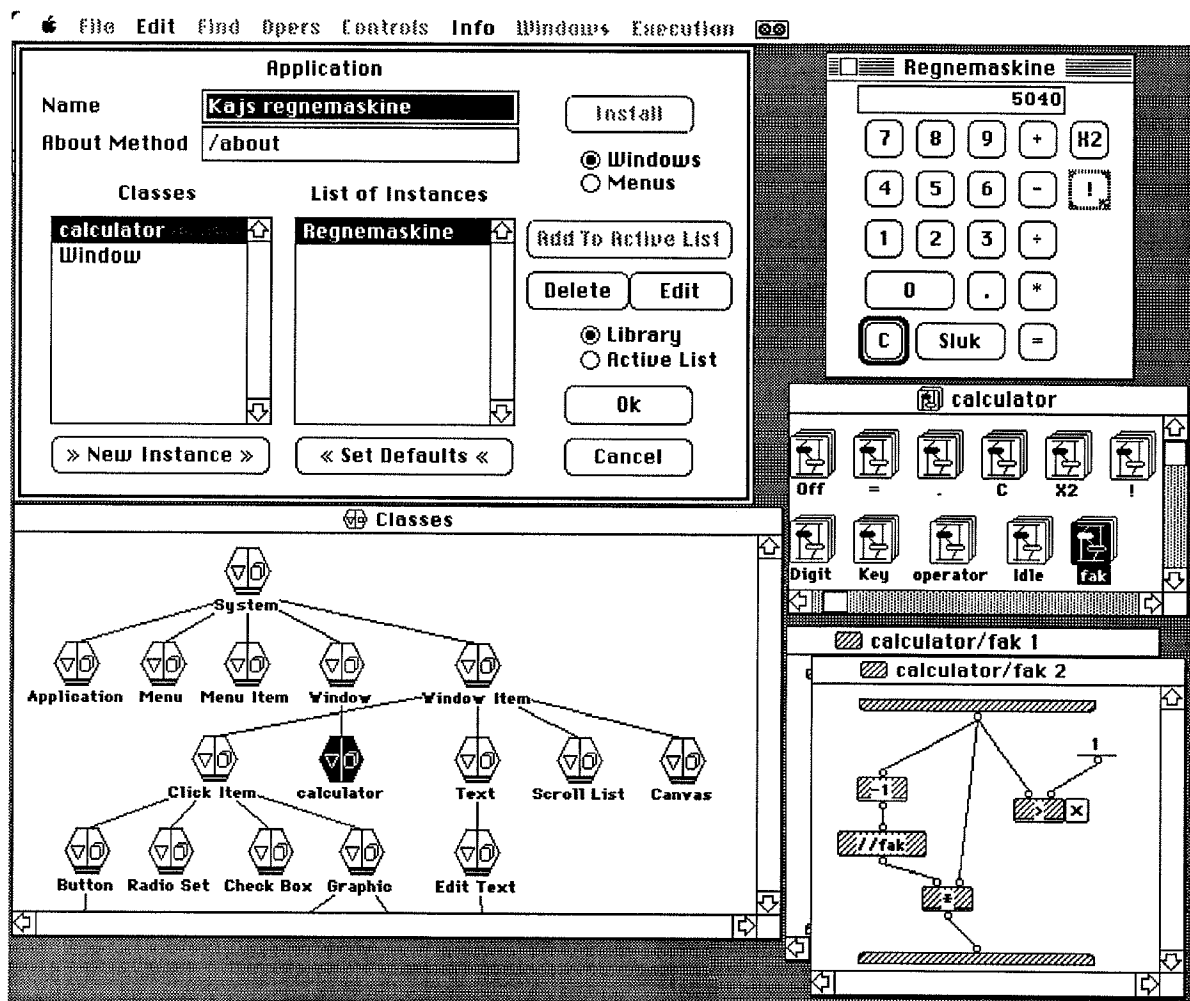 File Edit Find Opers Controls Info Windows Execution
Application
Name Kajs regnemaskine
About Method /about
Install
Windows
Menus
Classes
List of Instances
calculator
Window
Regnemaskine
Add To Active List
Delete Edit
Library
Active List
Ok
» New Instance »
« Set Defaults «
Cancel
Regnemaskine
5040
7 8 9 + X2
4 5 6 - !
1 2 3 ÷
0 . *
C Sluk =
calculator
Off = . C X2 !
Digit Key operator Idle fak
Classes
System
Application Menu Menu Item Window Window Item
Click Item calculator Text Scroll List Canvas
Button Radio Set Check Box Graphic Edit Text
calculator/fak 1
calculator/fak 2
1
-1
> X
//fak
*